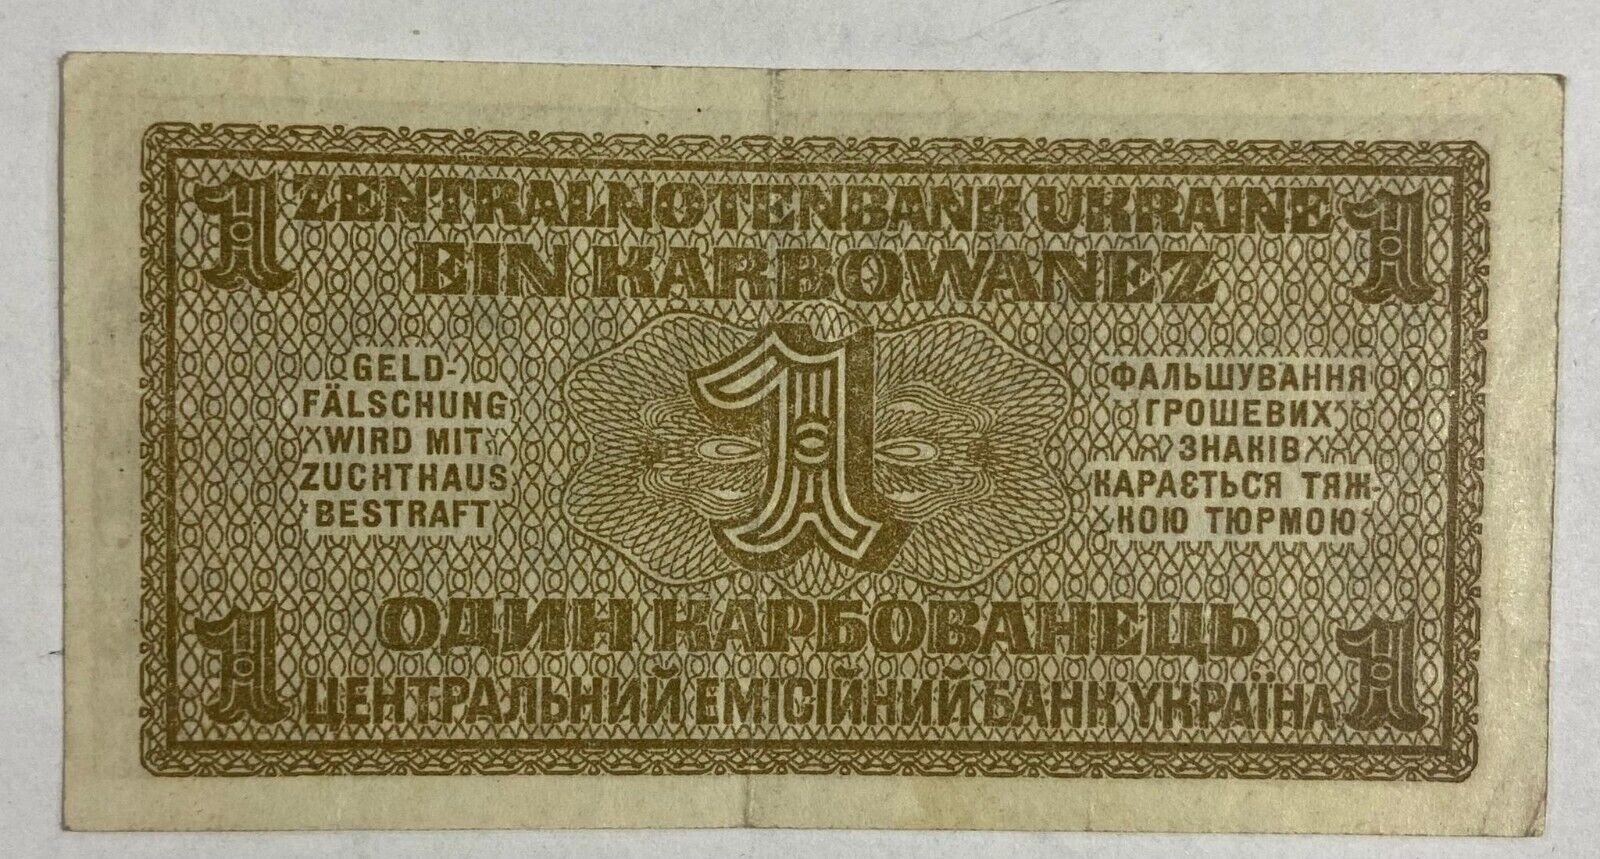 1 ZENTRALNOTENBANK UKRAINE 1
EIN KARBOWANEZ
GELD-
FÄLSCHUNG
WIRD MIT
ZUCHTHAUS
BESTRAFT
1
ФАЛЬШУВАННЯ
ГРОШЕВИХ
ЗНАКІВ
КАРАЄТЬСЯ ТЯЖ-
КОЮ ТЮРМОЮ
1 ОДИН КАРБОВАНЕЦЬ 1
ЦЕНТРАЛЬНИЙ ЕМІСІЙНИЙ БАНК УКРАЇНА